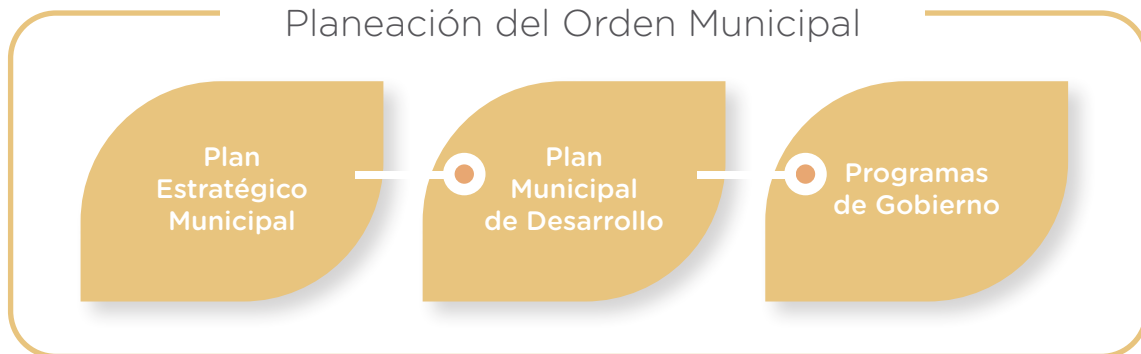 Planeación del Orden Municipal
Plan
Estratégico
Municipal
Plan
Municipal
de Desarrollo
Programas
de Gobierno